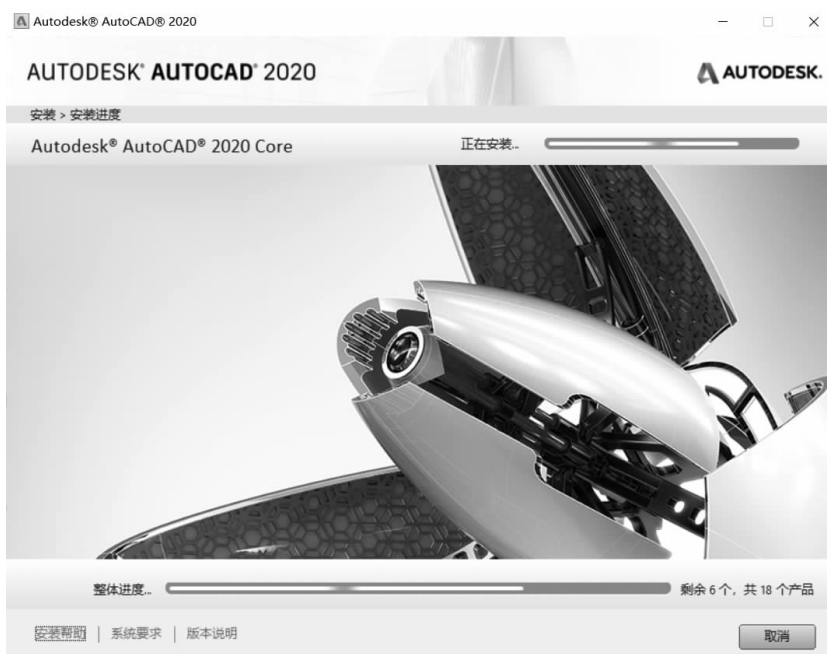 Autodesk® AutoCAD® 2020
AUTODESK® AUTOCAD® 2020
AUTODESK.
安装 > 安装进度
Autodesk® AutoCAD® 2020 Core
正在安装...
整体进度...
剩余 6 个，共 18 个产品
安装帮助 | 系统要求 | 版本说明
取消